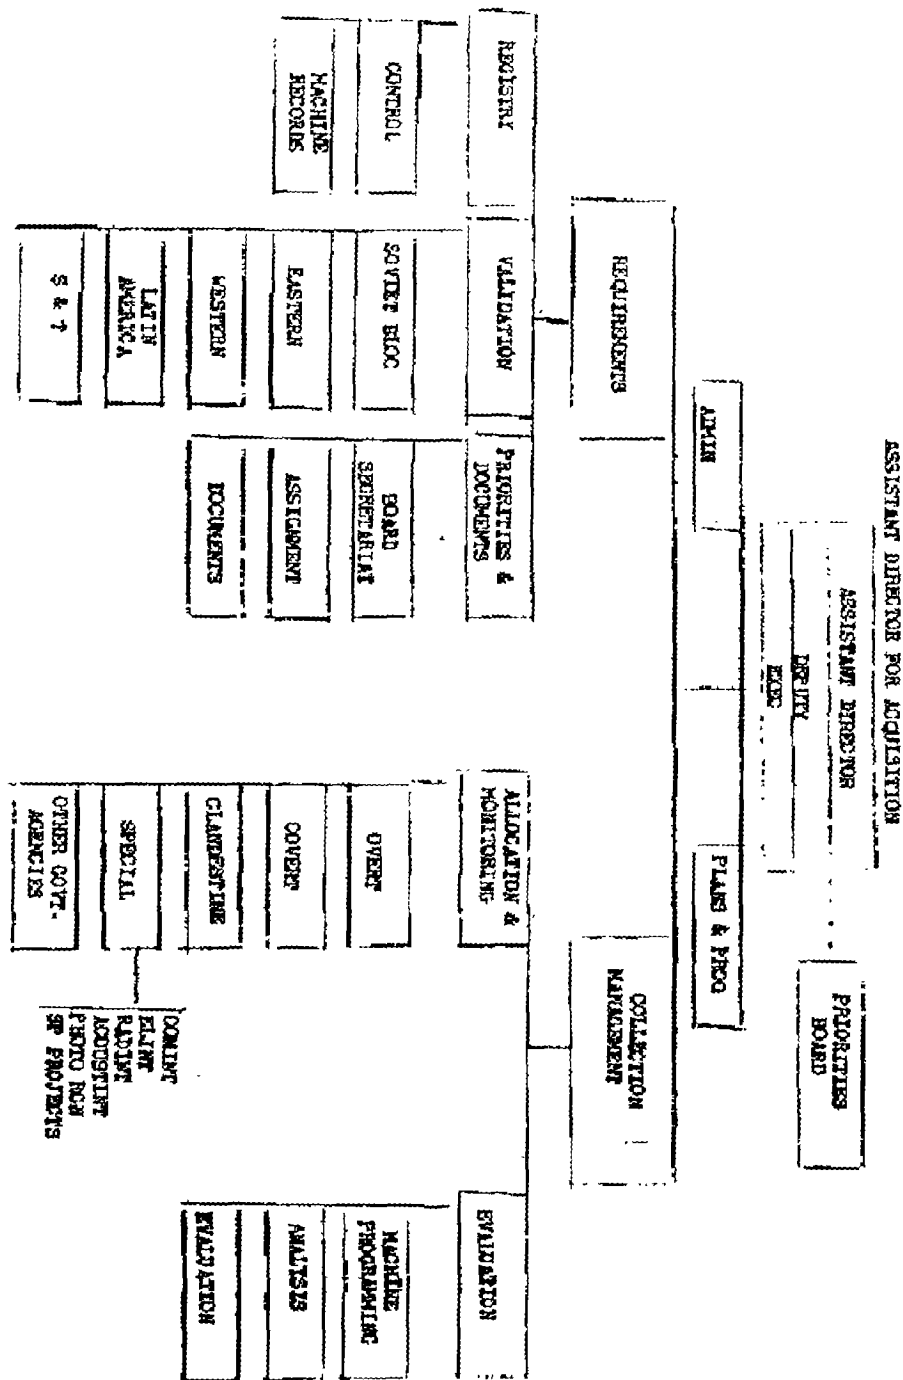 ASSISTANT DIRECTOR FOR ACQUISITION
ASSISTANT DIRECTOR
DEPUTY
EXEC
PRIORITIES
BOARD
ADMIN
PLANS & PROG
REQUIREMENTS
COLLECTION
MANAGEMENT
REGISTRY
CONTROL
MACHINE
RECORDS
VALIDATION
SOVIET BLOC
EASTERN
WESTERN
LATIN
AMERICA
S & T
PRIORITIES &
DOCUMENTS
BOARD
SECRETARIAT
ASSIGNMENT
DOCUMENTS
ALLOCATION &
MONITORING
OVERT
COVERT
CLANDESTINE
SPECIAL
COMINT
ELINT
RADINT
ACOUSTINT
PHOTO RCN
SP PROJECTS
OTHER GOVT.
AGENCIES
EVALUATION
MACHINE
PROGRAMMING
ANALYSIS
EVALUATION